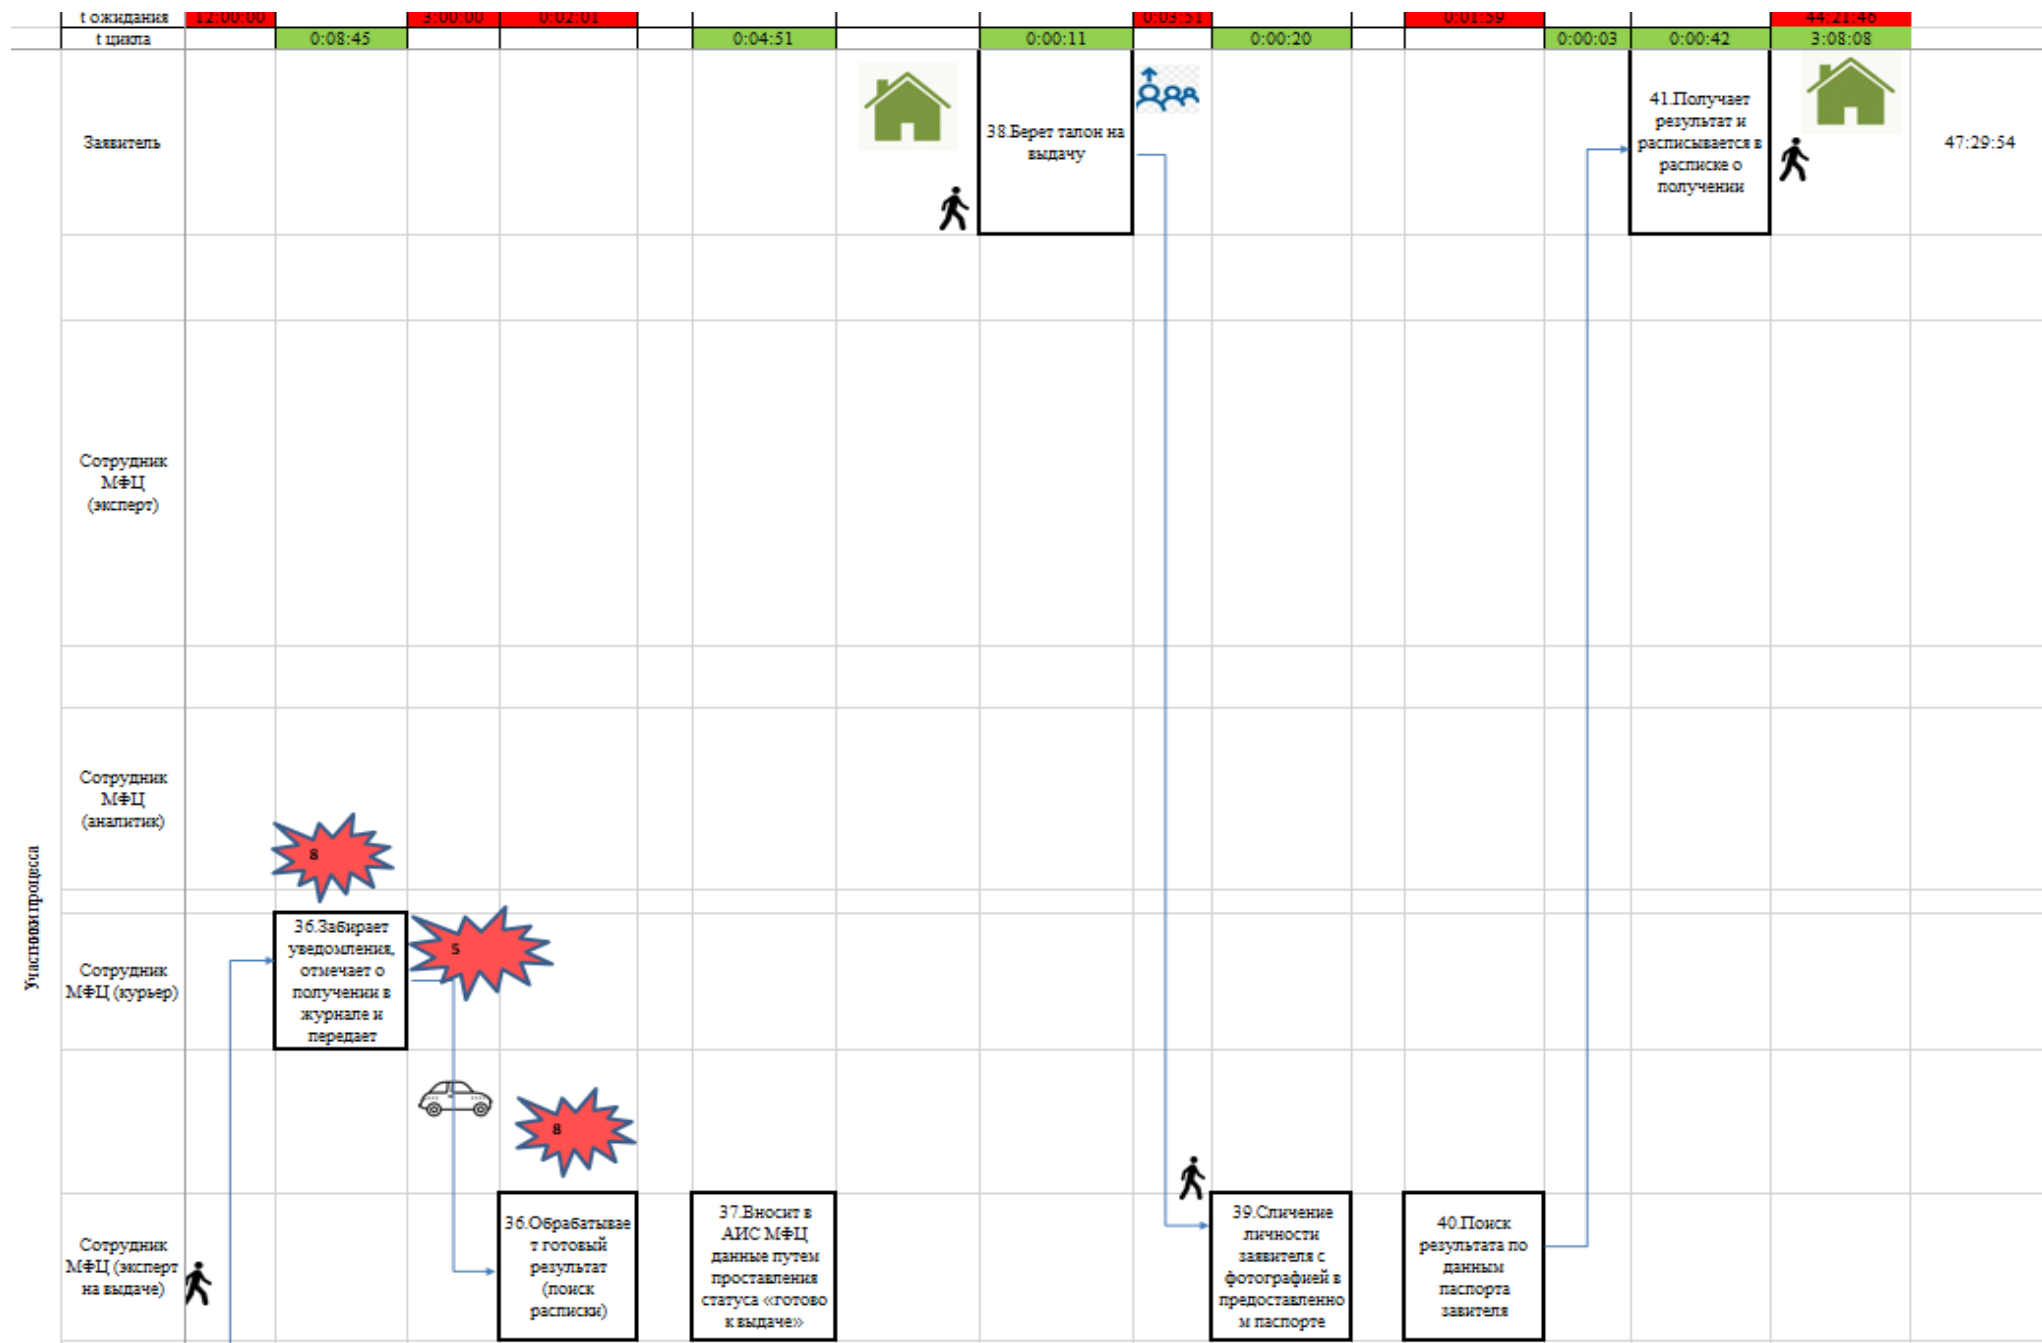 t ожидания 12:00:00 3:00:00 0:02:01 0:03:51 0:01:59 44:21:46
t цикла 0:08:45 0:04:51 0:00:11 0:00:20 0:00:03 0:00:42 3:08:08
Участники процесса
Заявитель
38.Берет талон на
выдачу
41.Получает
результат и
расписывается в
расписке о
получении
47:29:54
Сотрудник
МФЦ
(эксперт)
Сотрудник
МФЦ
(аналитик)
8
Сотрудник
МФЦ (курьер)
36.Забирает
уведомления,
отмечает о
получении в
журнале и
передает
5
8
Сотрудник
МФЦ (эксперт
на выдаче)
36.Обрабатывае
т готовый
результат
(поиск
расписки)
37.Вносит в
АИС МФЦ
данные путем
проставления
статуса «готово
к выдаче»
39.Сличение
личности
заявителя с
фотографией в
предоставленно
м паспорте
40.Поиск
результата по
данным
паспорта
завителя